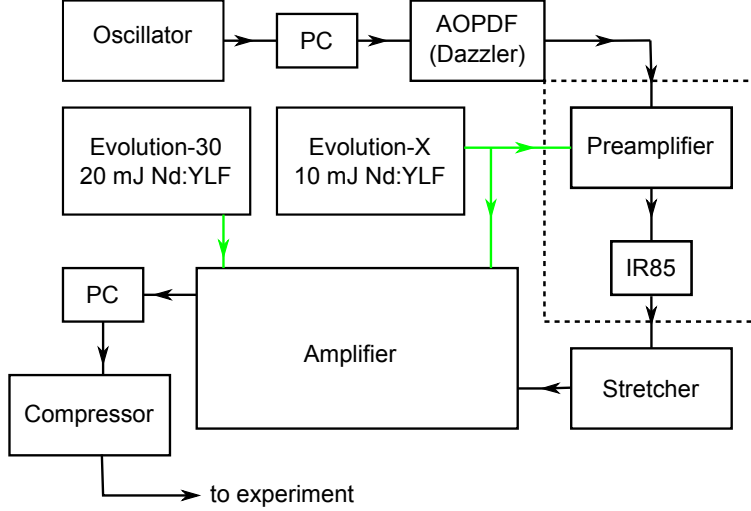 Oscillator
PC
AOPDF
(Dazzler)
Evolution-30
20 mJ Nd:YLF
Evolution-X
10 mJ Nd:YLF
Preamplifier
IR85
PC
Amplifier
Stretcher
Compressor
to experiment